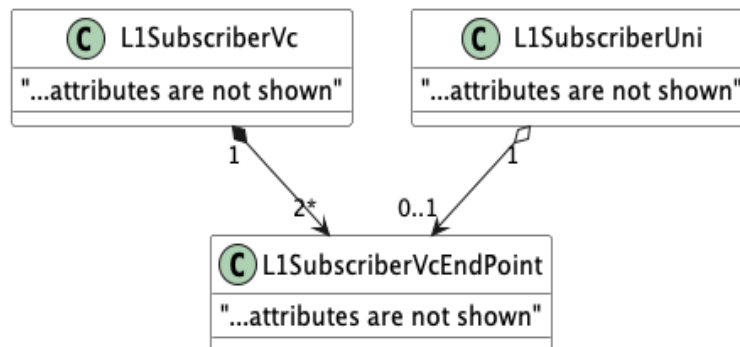 C L1SubscriberVc
C L1SubscriberUni
"...attributes are not shown"
"...attributes are not shown"
1
1
2*
0..1
C L1SubscriberVcEndPoint
"...attributes are not shown"